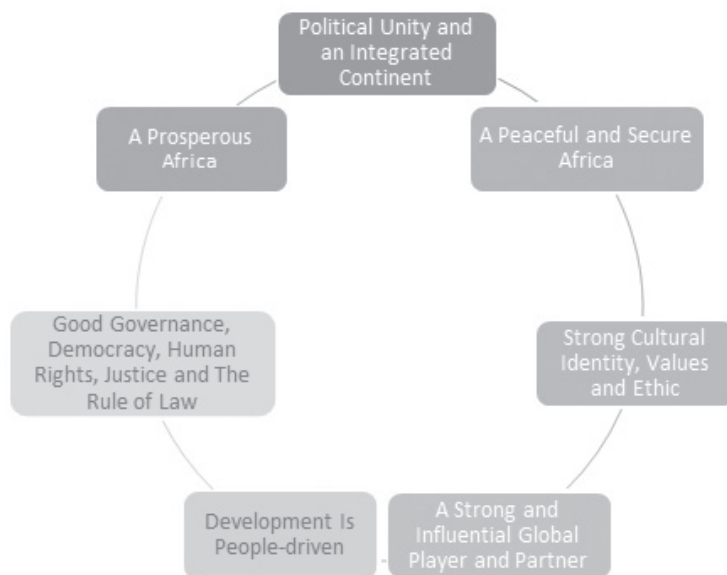 Political Unity and
an Integrated
Continent
A Prosperous
Africa
A Peaceful and Secure
Africa
Good Governance,
Democracy, Human
Rights, Justice and The
Rule of Law
Strong Cultural
Identity, Values
and Ethic
Development Is
People-driven
A Strong and
Influential Global
Player and Partner